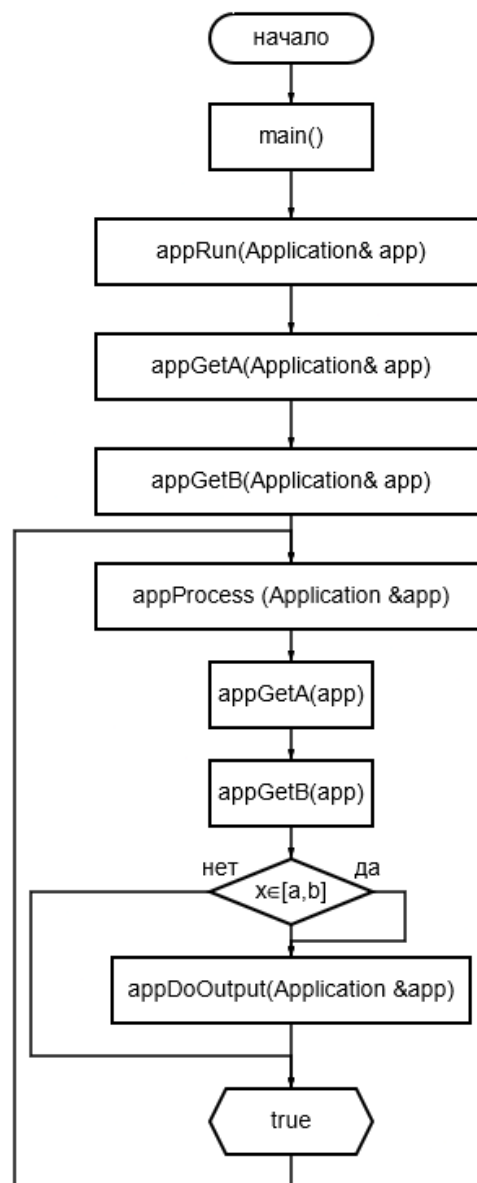 начало
main()
appRun(Application& app)
appGetA(Application& app)
appGetB(Application& app)
appProcess (Application &app)
appGetA(app)
appGetB(app)
нет
да
x∈[a,b]
appDoOutput(Application &app)
true